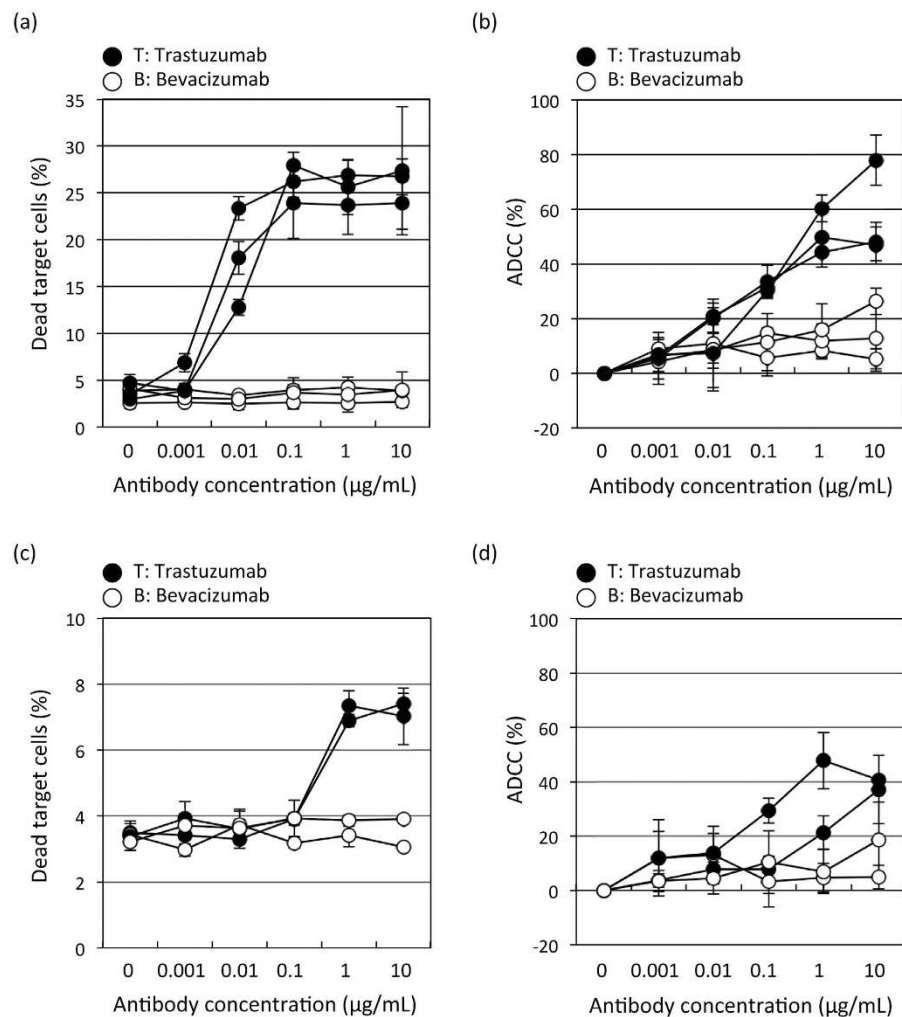 (a)
T: Trastuzumab
B: Bevacizumab
35
30
25
20
15
10
5
0
Dead target cells (%)
0 0.001 0.01 0.1 1 10
Antibody concentration (μg/mL)
(b)
T: Trastuzumab
B: Bevacizumab
100
80
60
40
20
0
-20
ADCC (%)
0 0.001 0.01 0.1 1 10
Antibody concentration (μg/mL)
(c)
T: Trastuzumab
B: Bevacizumab
10
8
6
4
2
0
Dead target cells (%)
0 0.001 0.01 0.1 1 10
Antibody concentration (μg/mL)
(d)
T: Trastuzumab
B: Bevacizumab
100
80
60
40
20
0
-20
ADCC (%)
0 0.001 0.01 0.1 1 10
Antibody concentration (μg/mL)